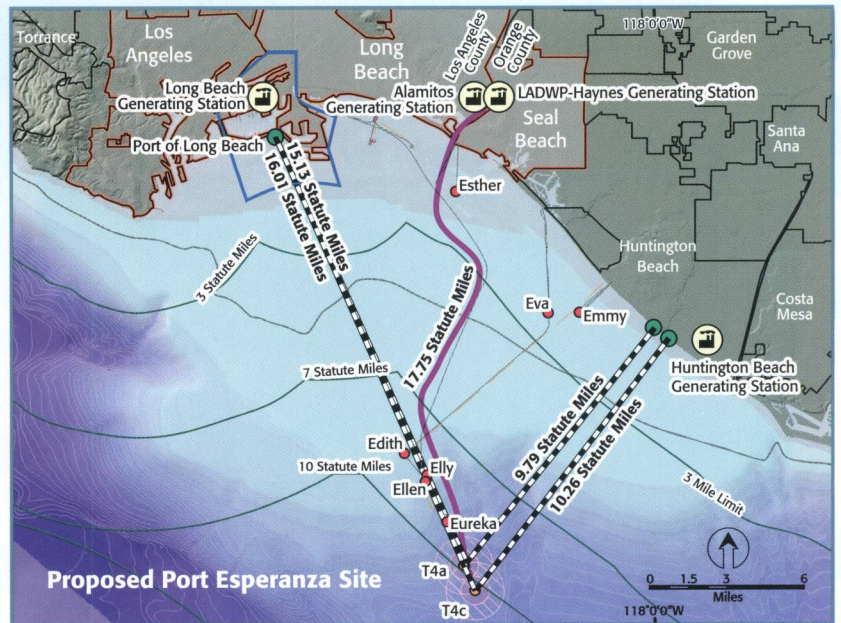 Torrance
Los
Angeles
Long
Beach
Los Angeles
County
Orange
County
118°0'0"W
Garden
Grove
Long Beach
Generating Station
Alamitos
Generating Station
LADWP-Haynes Generating Station
Seal
Beach
Port of Long Beach
Santa
Ana
15.13 Statute Miles
16.01 Statute Miles
Esther
3 Statute Miles
Huntington
Beach
17.75 Statute Miles
Eva
Emmy
Costa
Mesa
7 Statute Miles
Huntington Beach
Generating Station
9.79 Statute Miles
10.26 Statute Miles
Edith
10 Statute Miles
Elly
Ellen
3 Mile Limit
Eureka
T4a
Proposed Port Esperanza Site
T4c
0 1.5 3 6
Miles
118°0'0"W